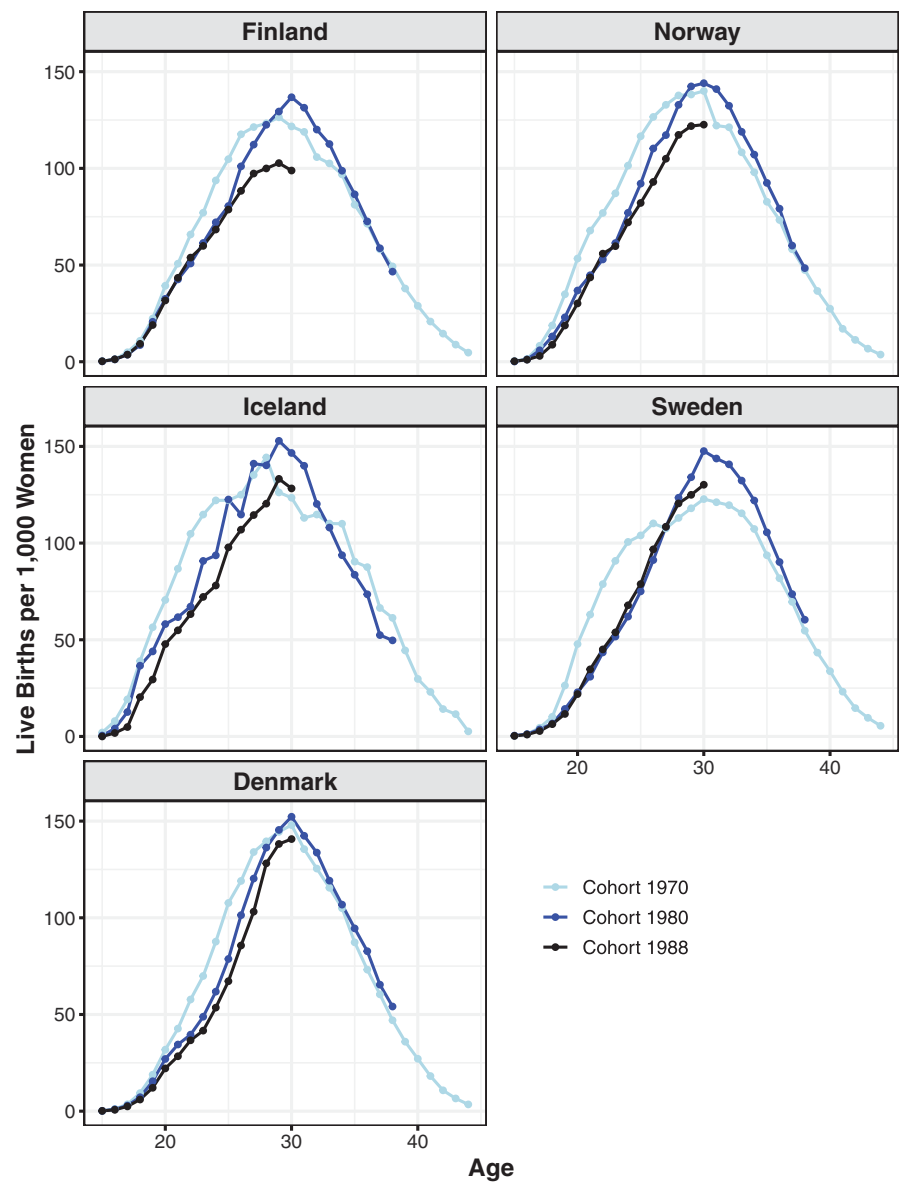 Finland
Norway
150
100
50
0
Iceland
Sweden
150
100
50
0
20
30
40
Denmark
150
100
50
0
20
30
40
Cohort 1970
Cohort 1980
Cohort 1988
Live Births per 1,000 Women
Age